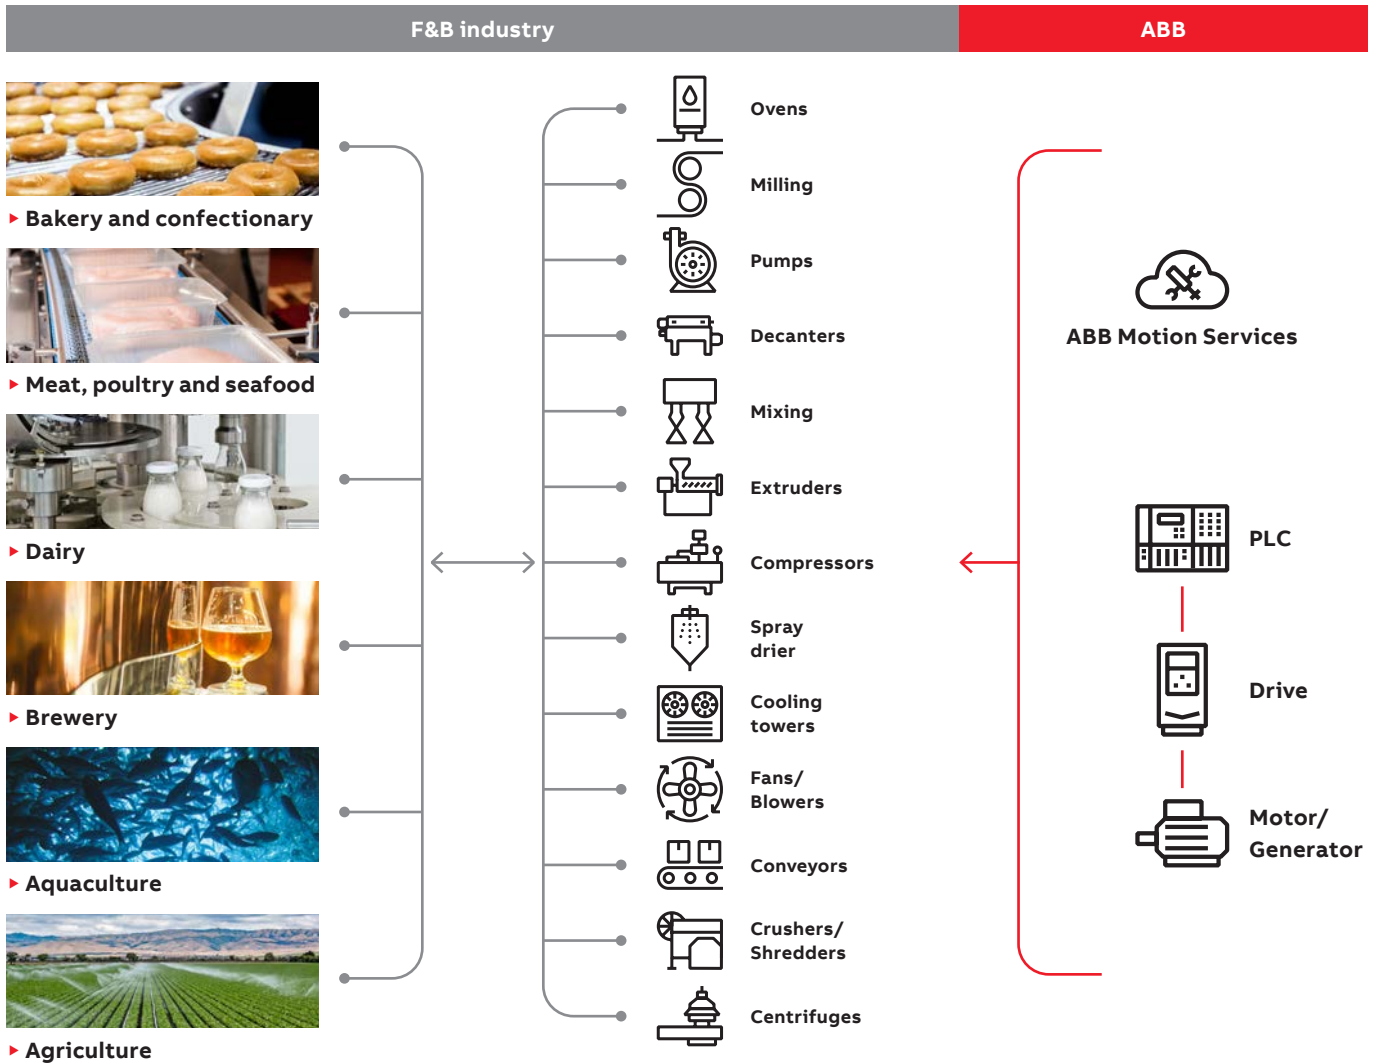 F&B industry
ABB
Bakery and confectionary
Meat, poultry and seafood
Dairy
Brewery
Aquaculture
Agriculture
Ovens
Milling
Pumps
Decanters
Mixing
Extruders
Compressors
Spray
drier
Cooling
towers
Fans/
Blowers
Conveyors
Crushers/
Shredders
Centrifuges
ABB Motion Services
PLC
Drive
Motor/
Generator